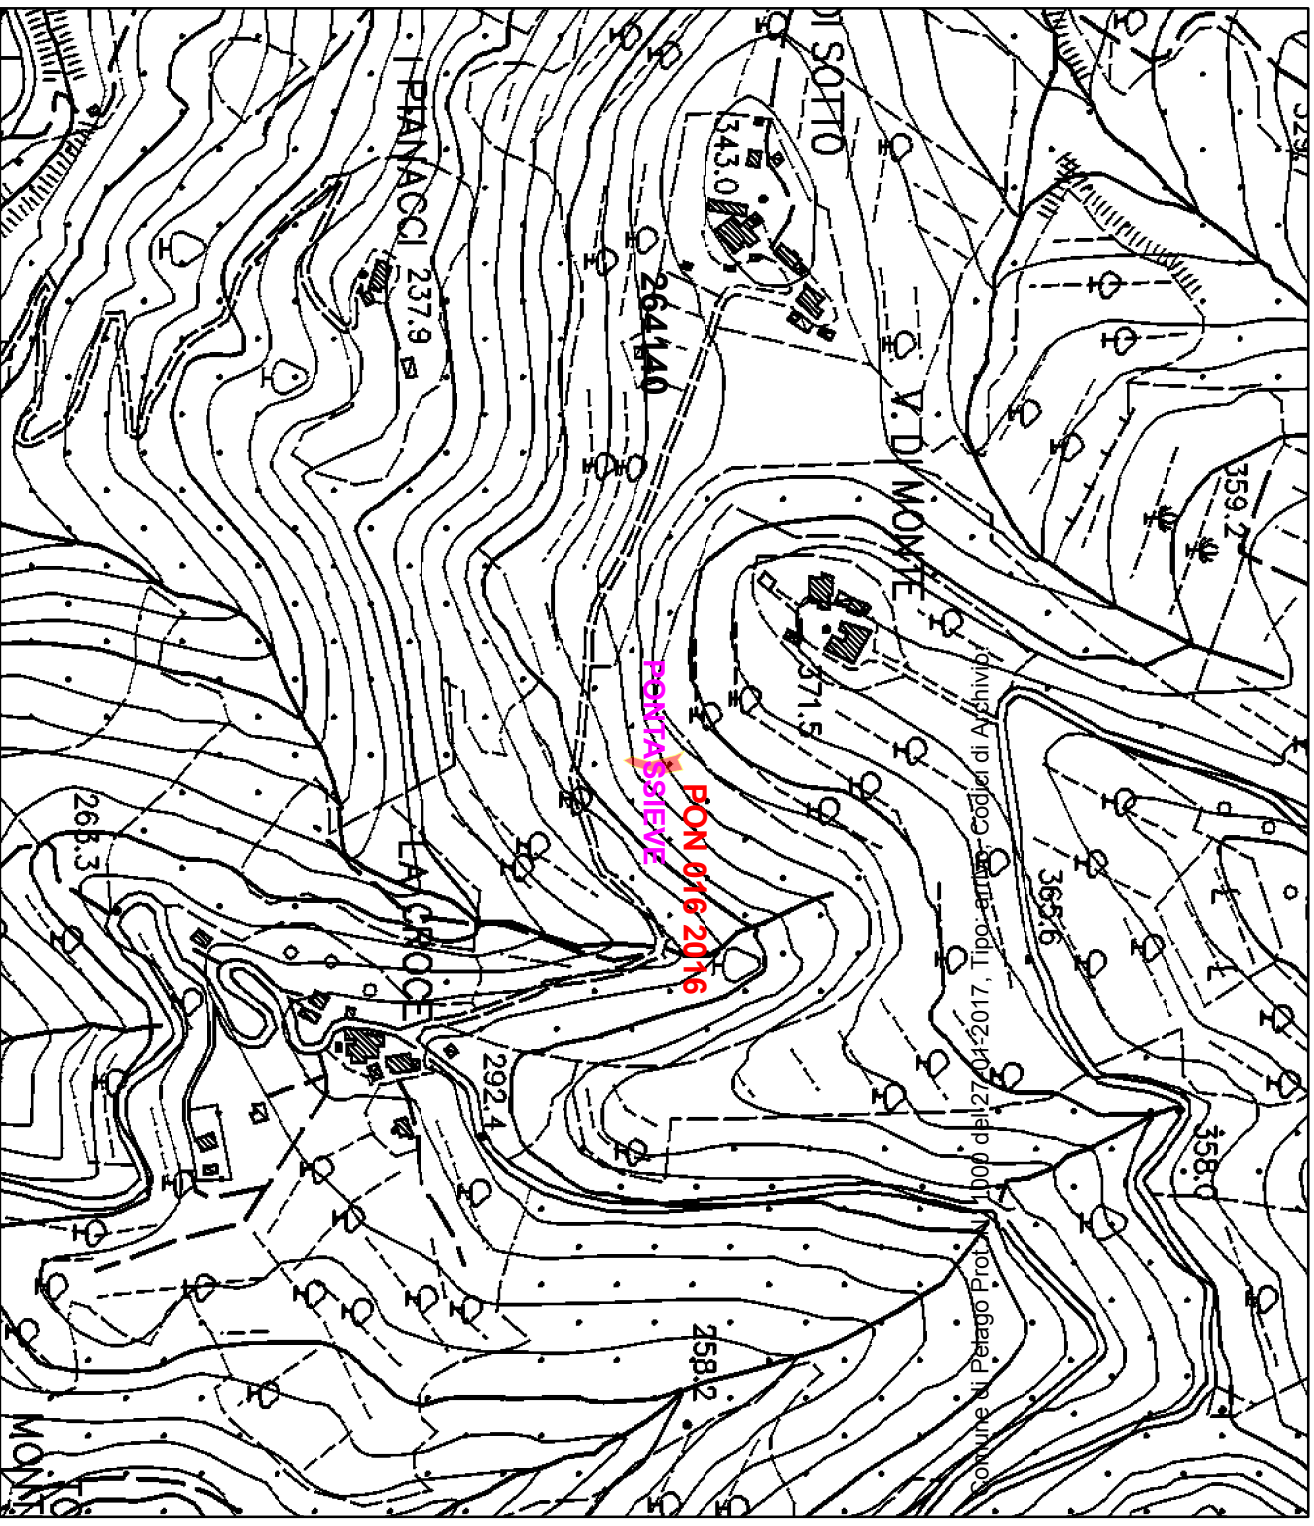 DI SOTTO
343.0
I PIANACCI
237.9
264140
V. DI MONTE
359.2
371.5
PONTASSIEVE
PON 016 2016
365.6
263.3
LA CROCE
292.4
358.0
258.2
Comune di Pelago Prot. N. 1000 del 27-01-2017, Tipo: arrivo, Codici di Archivio: